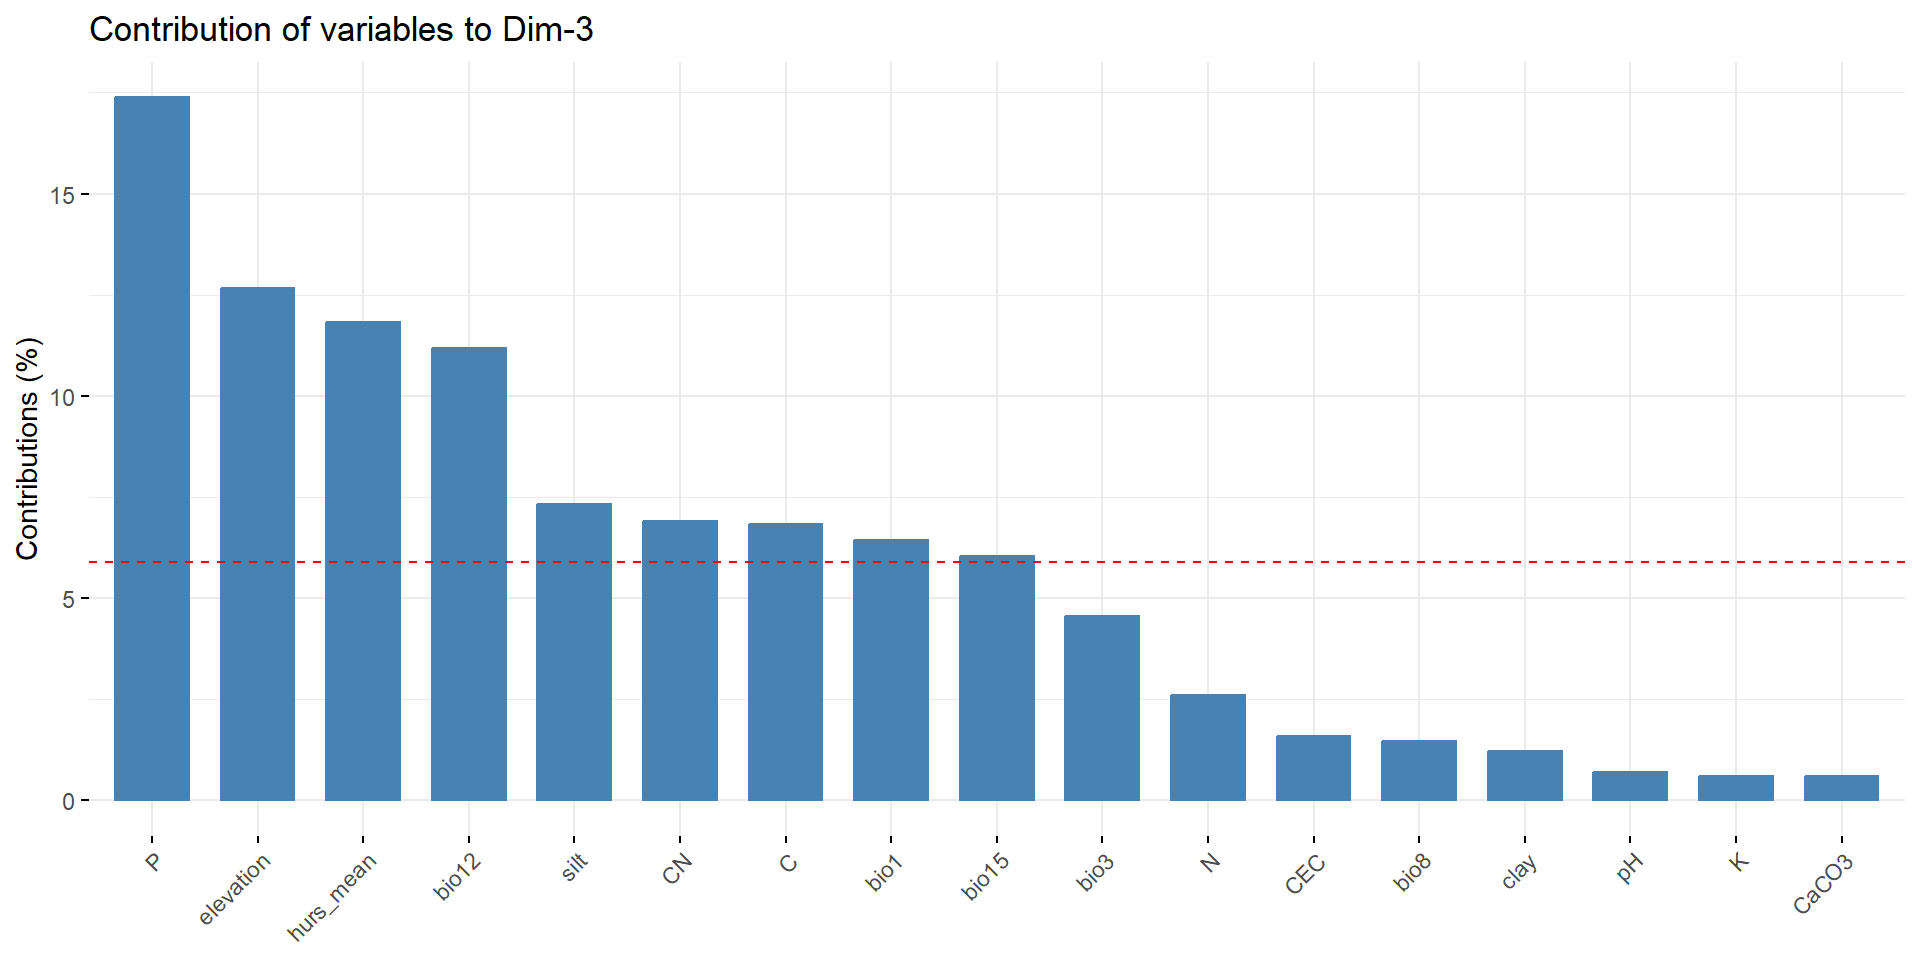 Contribution of variables to Dim-3
Contributions (%)
15
10
5
0
P
elevation
hurs_mean
bio12
silt
CN
C
bio1
bio15
bio3
N
CEC
bio8
clay
pH
K
CaCO3